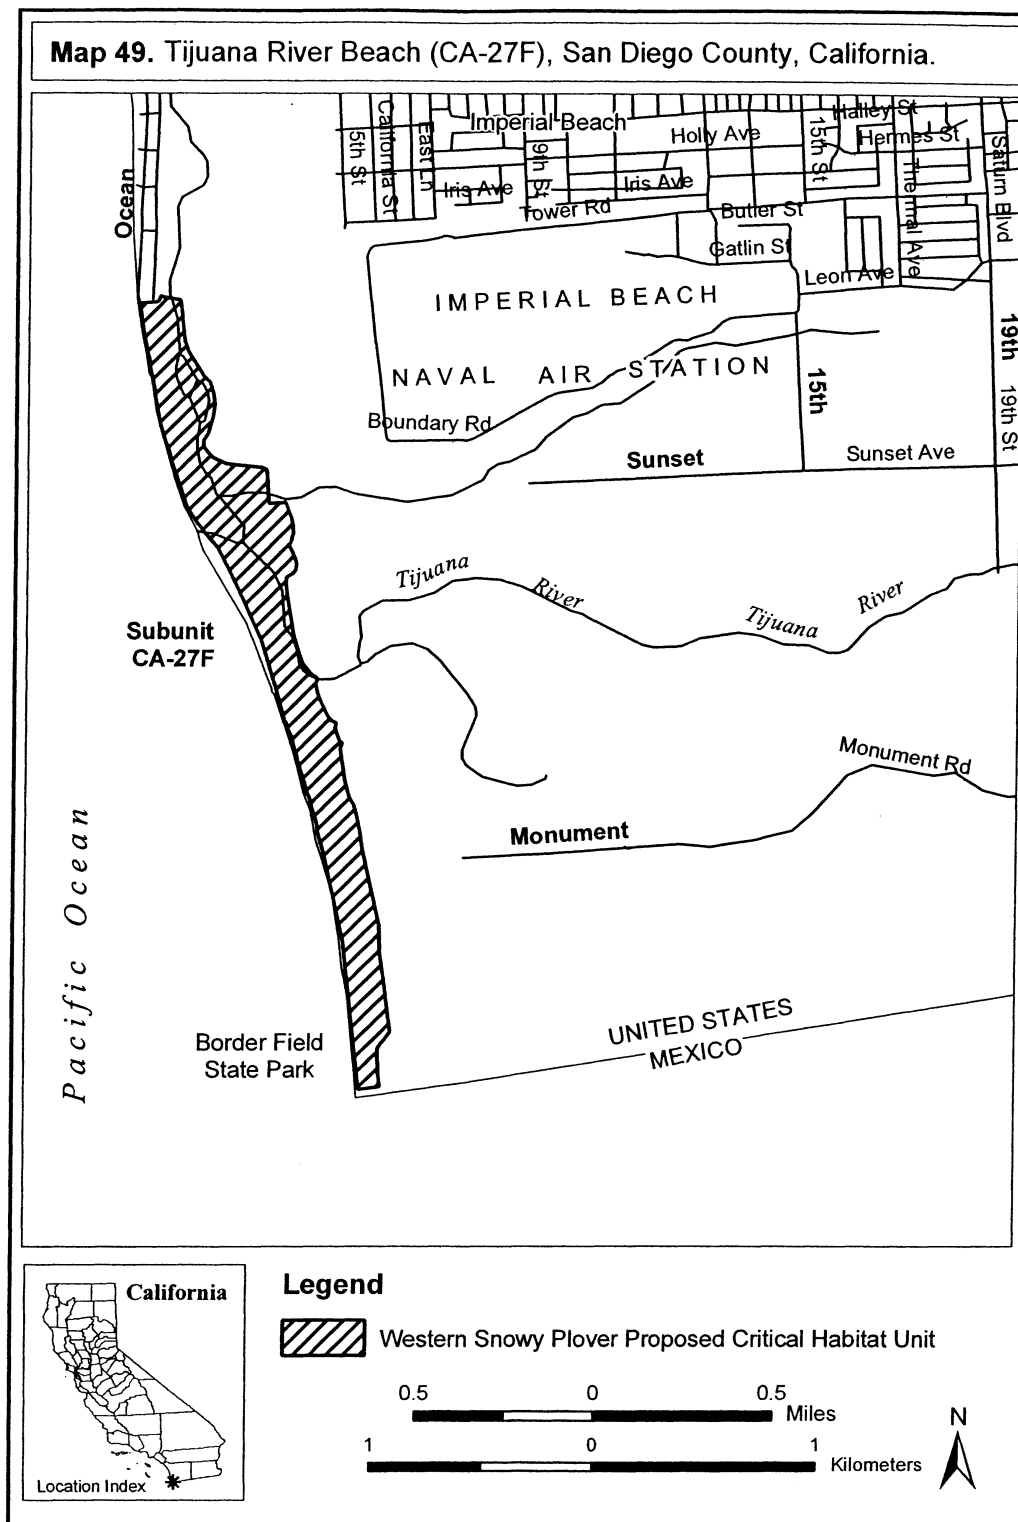 Map 49. Tijuana River Beach (CA-27F), San Diego County, California.
Ocean
5th St
California St
East Ln
Imperial Beach
9th St
Holly Ave
15th St
Halley St
Hermes St
Saturn Blvd
Thermal Ave
Iris Ave
Iris Ave
Tower Rd
Butler St
Gatlin St
Leon Ave
IMPERIAL BEACH
NAVAL AIR STATION
15th
19th
19th St
Boundary Rd
Sunset
Sunset Ave
Tijuana
River
Tijuana
River
Subunit
CA-27F
Monument Rd
Monument
Pacific Ocean
Border Field
State Park
UNITED STATES
MEXICO
California
Location Index
Legend
Western Snowy Plover Proposed Critical Habitat Unit
0.5 0 0.5
Miles
1 0 1
Kilometers
N